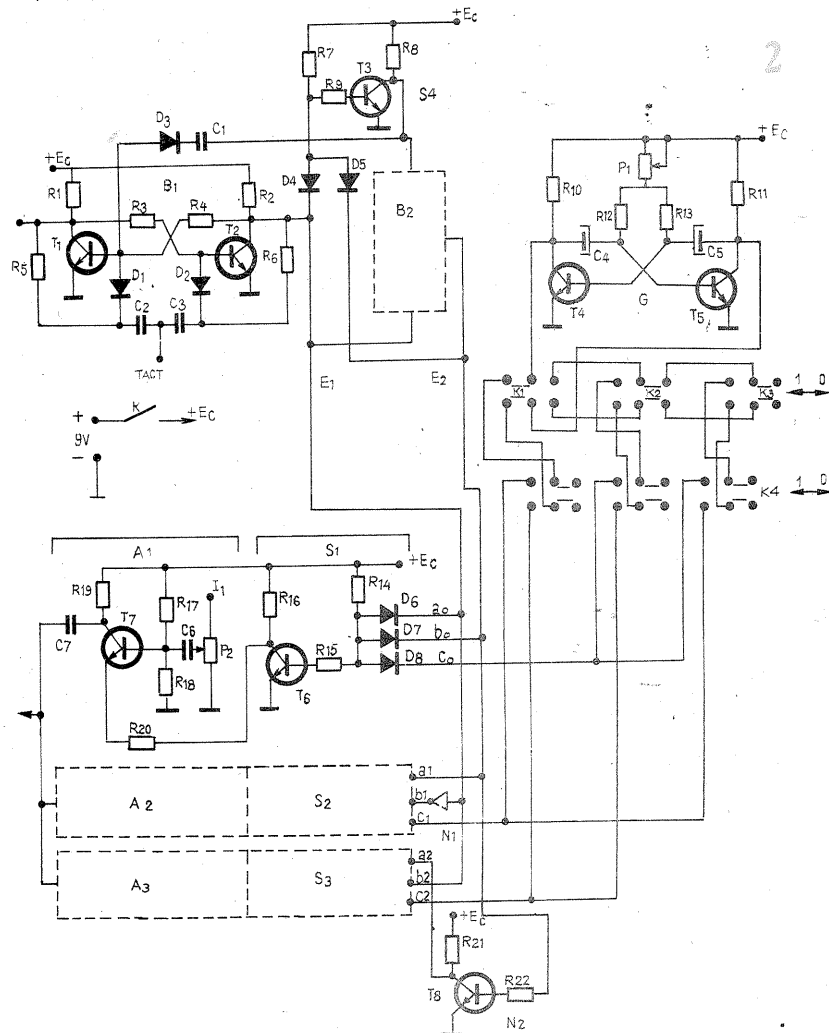 +Ec
2
R7
R8
T3
R9
S4
D3
C1
+Ec
+Ec
P1
B1
D4
D5
R1
R2
R10
R11
R3
R4
B2
R12
R13
T1
T2
R5
R6
C4
C5
D1
D2
T4
G
T5
C2
C3
TACT
E1
E2
K1
K2
K3
1 0
K
+Ec
+
9V
-
K4
1 0
A1
S1
+Ec
R19
I1
R14
T7
R17
R16
D6
a0
C6
D7
b0
C7
P2
R15
D8
c0
R18
T6
R20
a1
A2
S2
b1
c1
N1
a2
A3
S3
b2
c2
+Ec
R21
T8
R22
N2